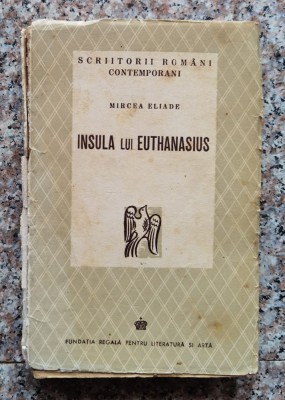 SCRIITORII ROMÂNI
CONTEMPORANI
MIRCEA ELIADE
INSULA LUI EUTHANASIUS
FUNDAȚIA REGALĂ PENTRU LITERATURĂ ȘI ARTĂ